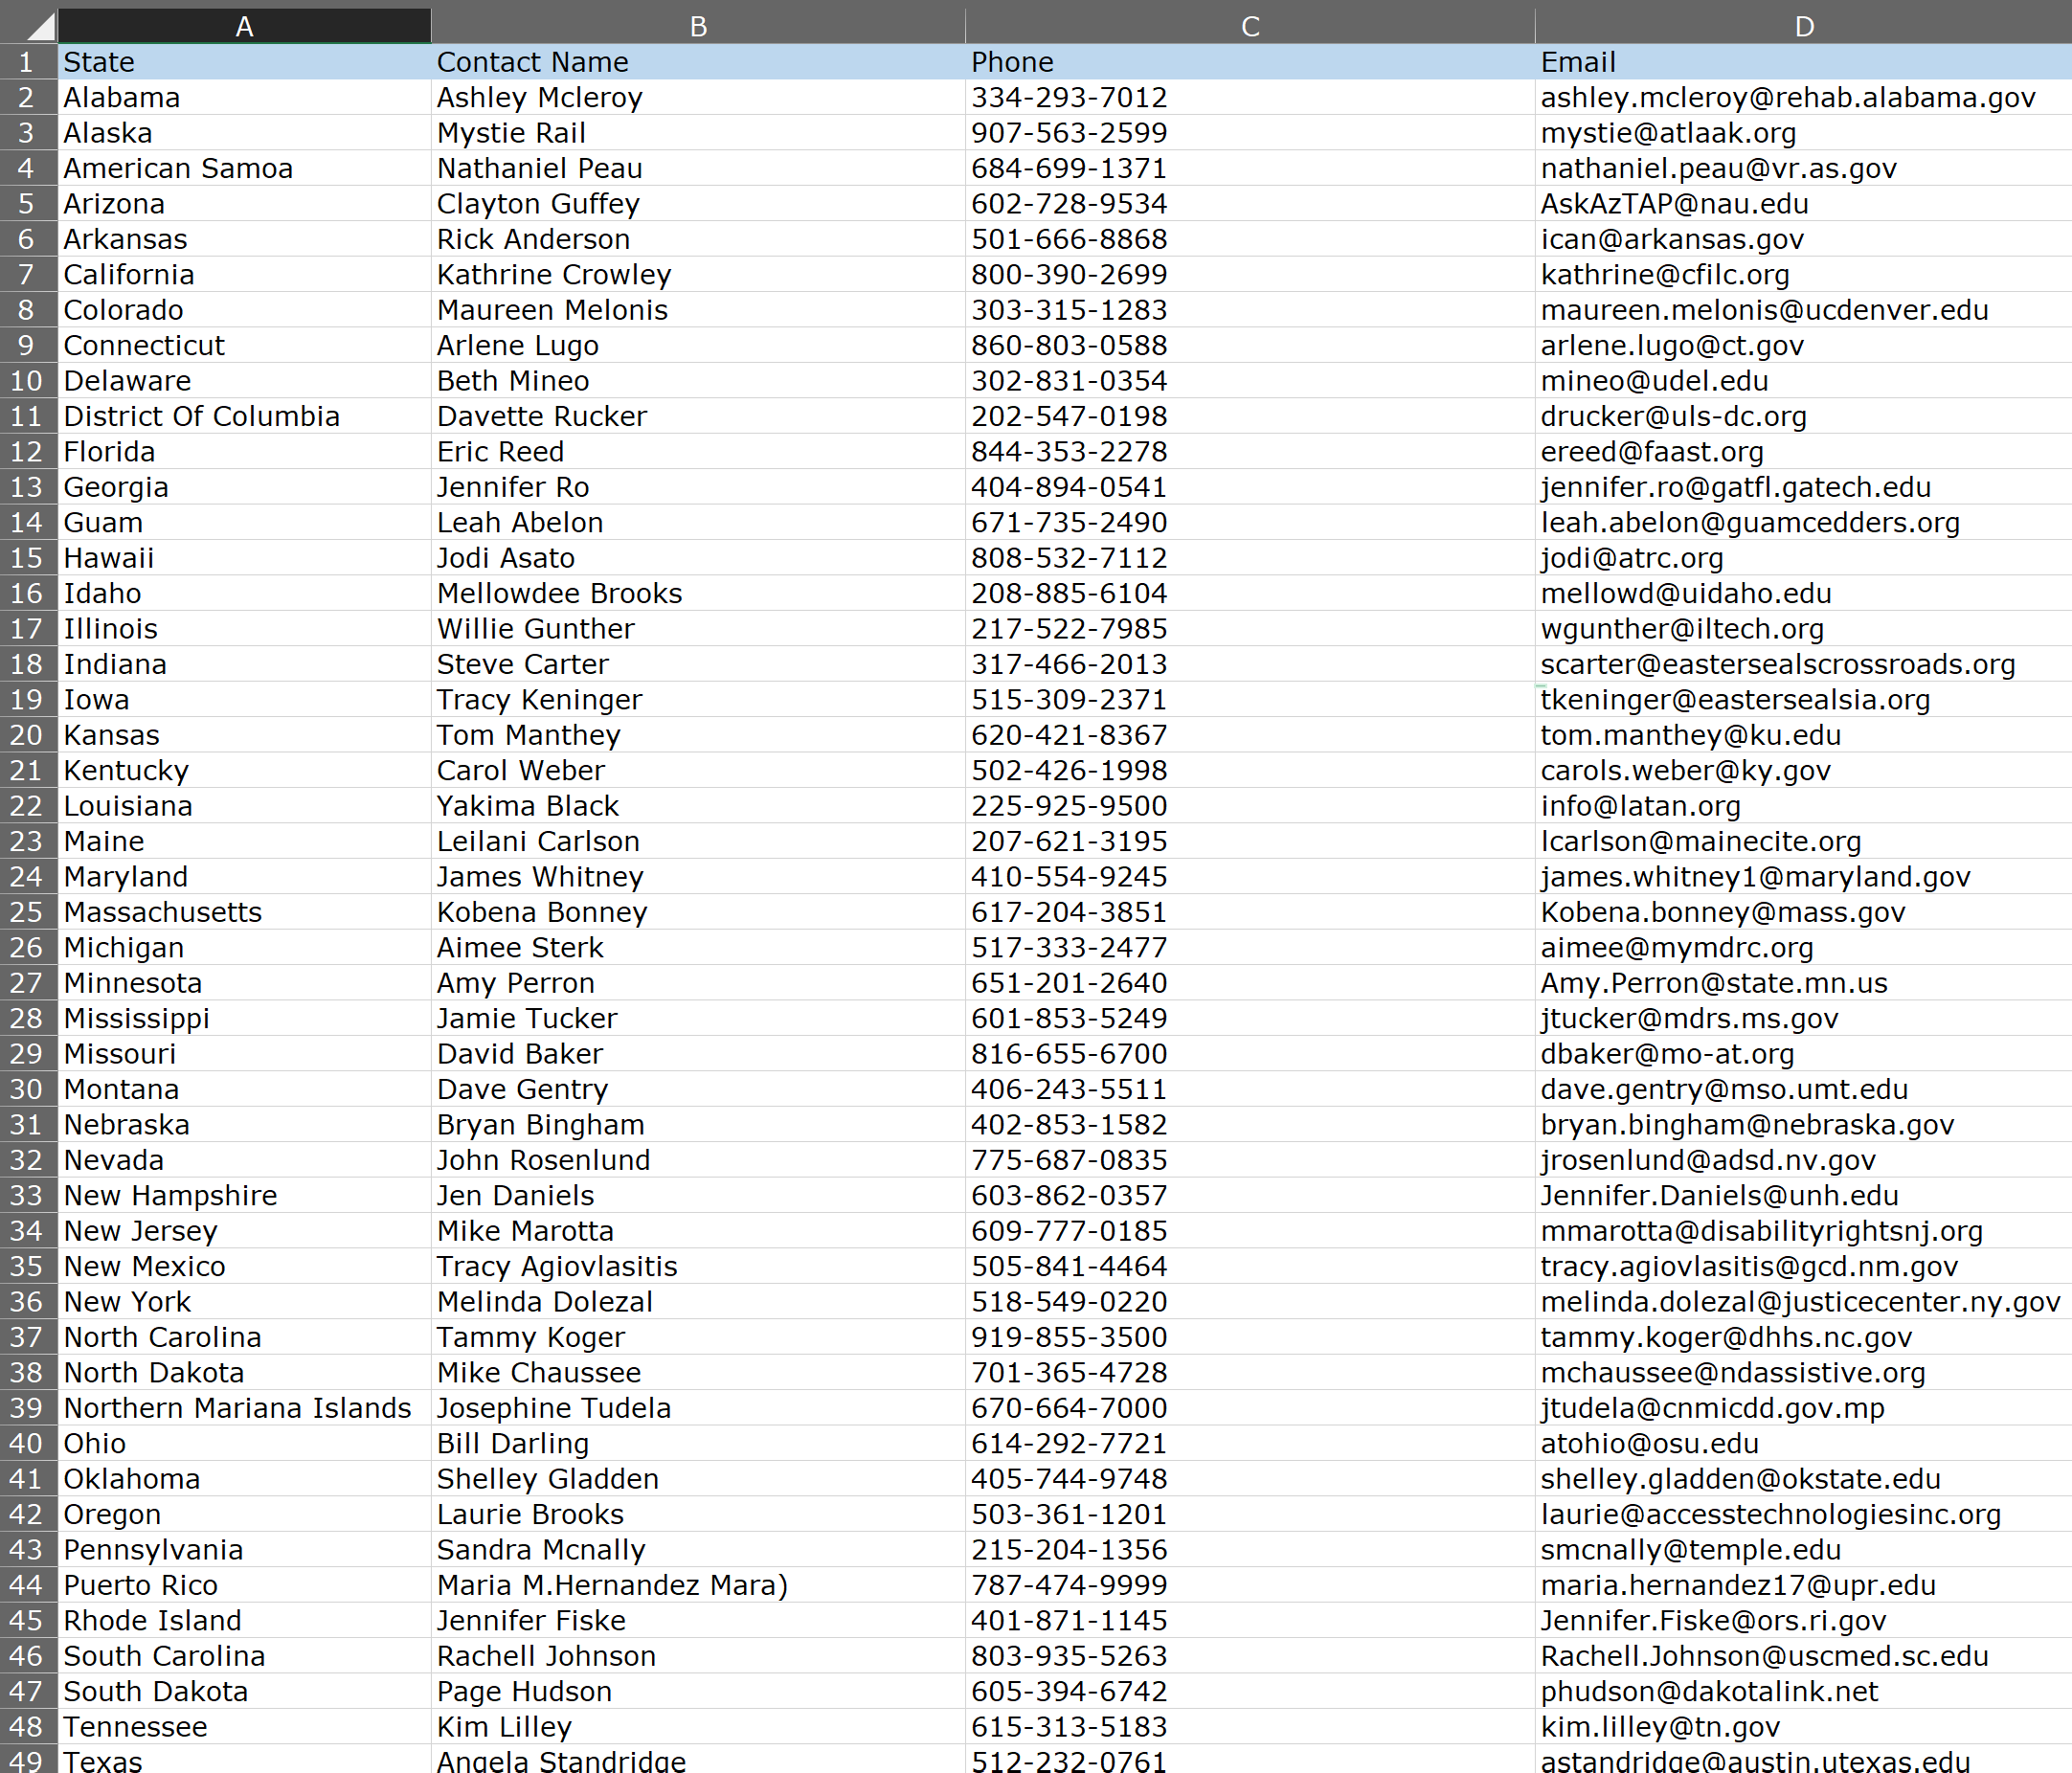 A B C D
1 State Contact Name Phone Email
2 Alabama Ashley Mcleroy 334-293-7012 ashley.mcleroy@rehab.alabama.gov
3 Alaska Mystie Rail 907-563-2599 mystie@atlaak.org
4 American Samoa Nathaniel Peau 684-699-1371 nathaniel.peau@vr.as.gov
5 Arizona Clayton Guffey 602-728-9534 AskAzTAP@nau.edu
6 Arkansas Rick Anderson 501-666-8868 ican@arkansas.gov
7 California Kathrine Crowley 800-390-2699 kathrine@cfilc.org
8 Colorado Maureen Melonis 303-315-1283 maureen.melonis@ucdenver.edu
9 Connecticut Arlene Lugo 860-803-0588 arlene.lugo@ct.gov
10 Delaware Beth Mineo 302-831-0354 mineo@udel.edu
11 District Of Columbia Davette Rucker 202-547-0198 drucker@uls-dc.org
12 Florida Eric Reed 844-353-2278 ereed@faast.org
13 Georgia Jennifer Ro 404-894-0541 jennifer.ro@gatfl.gatech.edu
14 Guam Leah Abelon 671-735-2490 leah.abelon@guamcedders.org
15 Hawaii Jodi Asato 808-532-7112 jodi@atrc.org
16 Idaho Mellowdee Brooks 208-885-6104 mellowd@uidaho.edu
17 Illinois Willie Gunther 217-522-7985 wgunther@iltech.org
18 Indiana Steve Carter 317-466-2013 scarter@eastersealscrossroads.org
19 Iowa Tracy Keninger 515-309-2371 tkeninger@eastersealsia.org
20 Kansas Tom Manthey 620-421-8367 tom.manthey@ku.edu
21 Kentucky Carol Weber 502-426-1998 carols.weber@ky.gov
22 Louisiana Yakima Black 225-925-9500 info@latan.org
23 Maine Leilani Carlson 207-621-3195 lcarlson@mainecite.org
24 Maryland James Whitney 410-554-9245 james.whitney1@maryland.gov
25 Massachusetts Kobena Bonney 617-204-3851 Kobena.bonney@mass.gov
26 Michigan Aimee Sterk 517-333-2477 aimee@mymdrc.org
27 Minnesota Amy Perron 651-201-2640 Amy.Perron@state.mn.us
28 Mississippi Jamie Tucker 601-853-5249 jtucker@mdrs.ms.gov
29 Missouri David Baker 816-655-6700 dbaker@mo-at.org
30 Montana Dave Gentry 406-243-5511 dave.gentry@mso.umt.edu
31 Nebraska Bryan Bingham 402-853-1582 bryan.bingham@nebraska.gov
32 Nevada John Rosenlund 775-687-0835 jrosenlund@adsd.nv.gov
33 New Hampshire Jen Daniels 603-862-0357 Jennifer.Daniels@unh.edu
34 New Jersey Mike Marotta 609-777-0185 mmarotta@disabilityrightsnj.org
35 New Mexico Tracy Agiovlasitis 505-841-4464 tracy.agiovlasitis@gcd.nm.gov
36 New York Melinda Dolezal 518-549-0220 melinda.dolezal@justicecenter.ny.gov
37 North Carolina Tammy Koger 919-855-3500 tammy.koger@dhhs.nc.gov
38 North Dakota Mike Chaussee 701-365-4728 mchaussee@ndassistive.org
39 Northern Mariana Islands Josephine Tudela 670-664-7000 jtudela@cnmicdd.gov.mp
40 Ohio Bill Darling 614-292-7721 atohio@osu.edu
41 Oklahoma Shelley Gladden 405-744-9748 shelley.gladden@okstate.edu
42 Oregon Laurie Brooks 503-361-1201 laurie@accesstechnologiesinc.org
43 Pennsylvania Sandra Mcnally 215-204-1356 smcnally@temple.edu
44 Puerto Rico Maria M.Hernandez Mara) 787-474-9999 maria.hernandez17@upr.edu
45 Rhode Island Jennifer Fiske 401-871-1145 Jennifer.Fiske@ors.ri.gov
46 South Carolina Rachell Johnson 803-935-5263 Rachell.Johnson@uscmed.sc.edu
47 South Dakota Page Hudson 605-394-6742 phudson@dakotalink.net
48 Tennessee Kim Lilley 615-313-5183 kim.lilley@tn.gov
49 Texas Angela Standridge 512-232-0761 astandridge@austin.utexas.edu